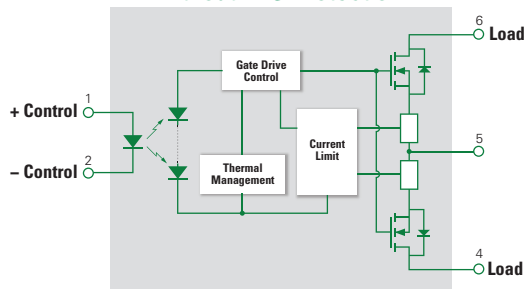 6
Load
Gate Drive
Control
1
+ Control
Current
Limit
5
2
– Control
Thermal
Management
4
Load